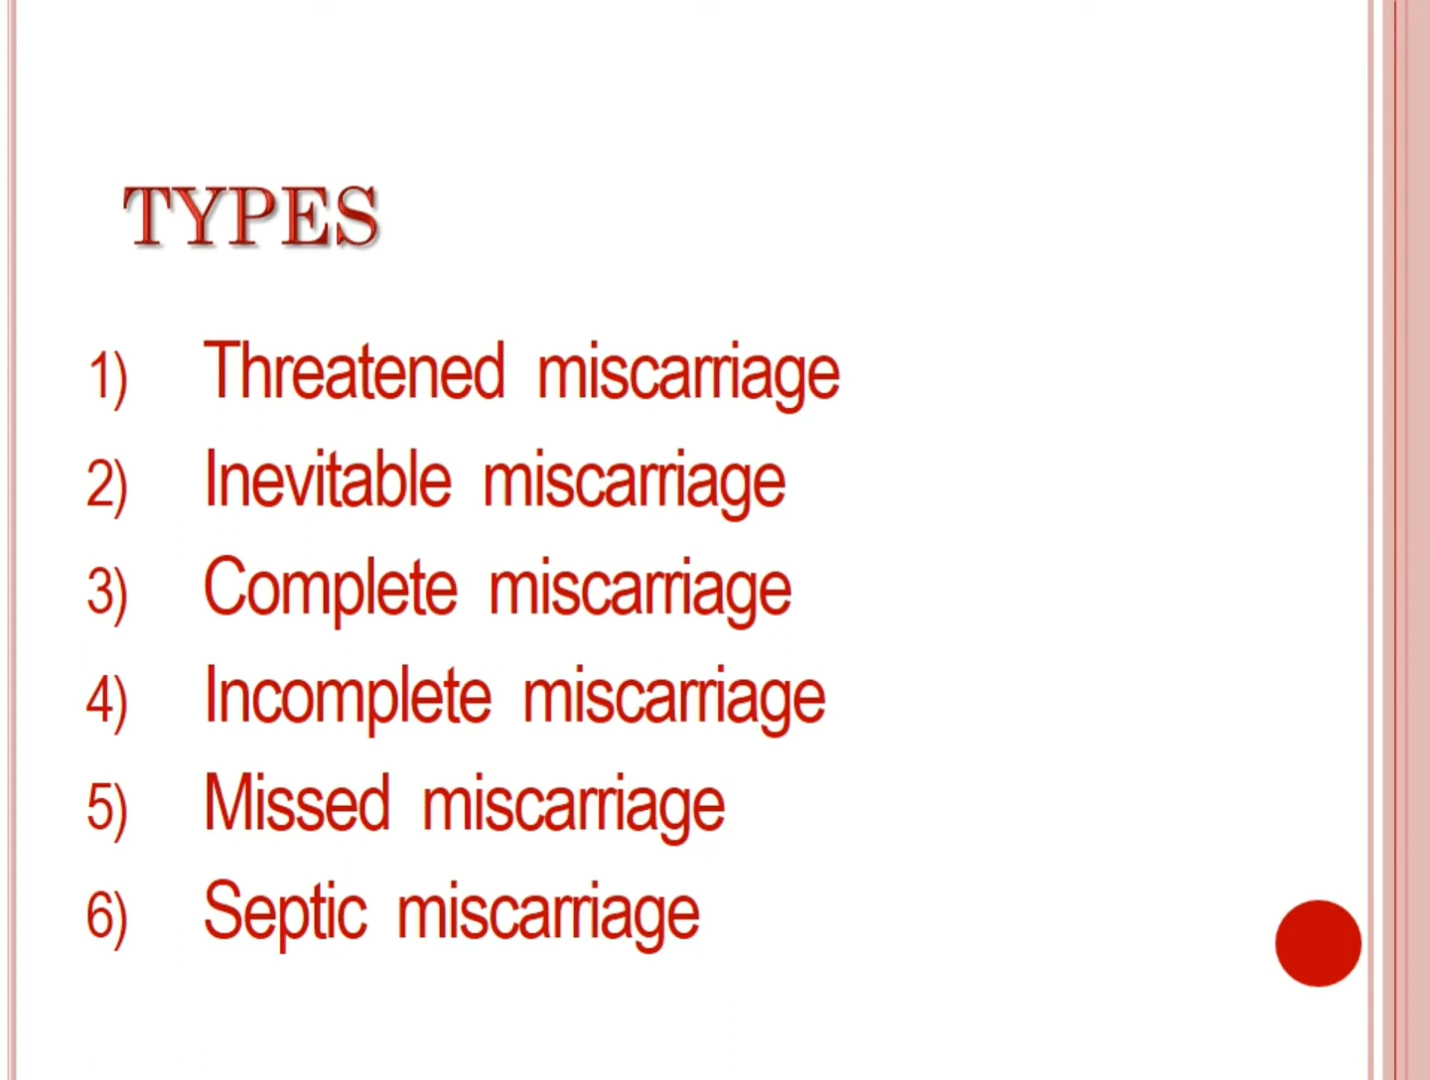 TYPES
1) Threatened miscarriage
2) Inevitable miscarriage
3) Complete miscarriage
4) Incomplete miscarriage
5) Missed miscarriage
6) Septic miscarriage